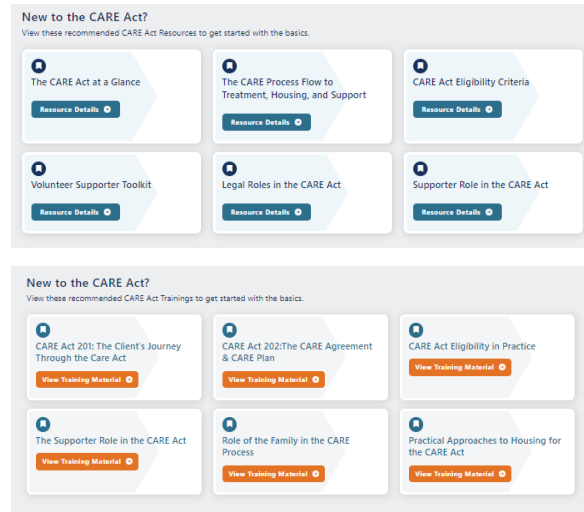 New to the CARE Act?
View these recommended CARE Act Resources to get started with the basics.
The CARE Act at a Glance
Resource Details
The CARE Process Flow to
Treatment, Housing, and Support
Resource Details
CARE Act Eligibility Criteria
Resource Details
Volunteer Supporter Toolkit
Resource Details
Legal Roles in the CARE Act
Resource Details
Supporter Role in the CARE Act
Resource Details
New to the CARE Act?
View these recommended CARE Act Trainings to get started with the basics.
CARE Act 201: The Client's Journey
Through the Care Act
View Training Material
CARE Act 202:The CARE Agreement
& CARE Plan
View Training Material
CARE Act Eligibility in Practice
View Training Material
The Supporter Role in the CARE Act
View Training Material
Role of the Family in the CARE
Process
View Training Material
Practical Approaches to Housing for
the CARE Act
View Training Material